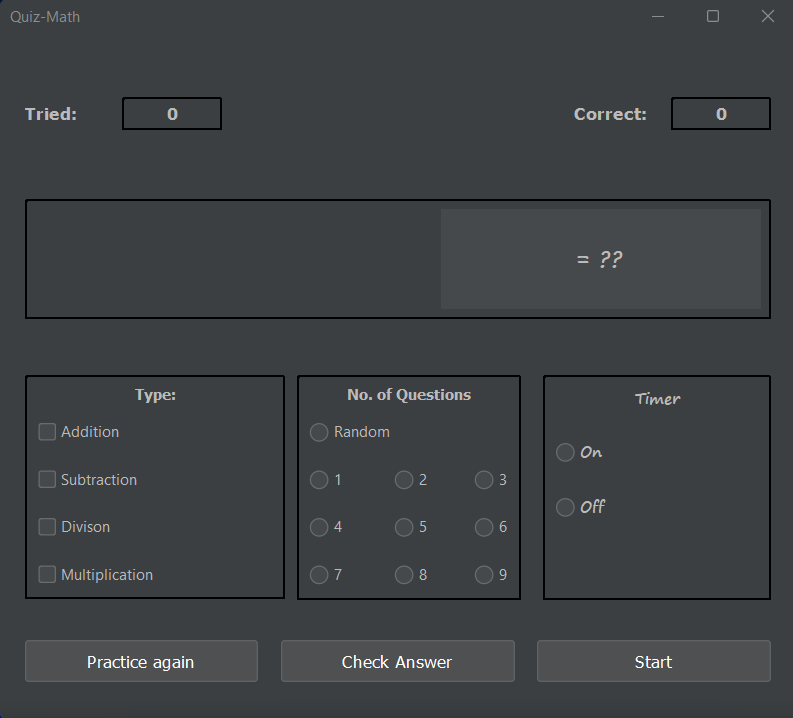 Quiz-Math
Tried: 0 Correct: 0
= ??
Type:
Addition
Subtraction
Divison
Multiplication
No. of Questions
Random
1 2 3
4 5 6
7 8 9
Timer
On
Off
Practice again Check Answer Start